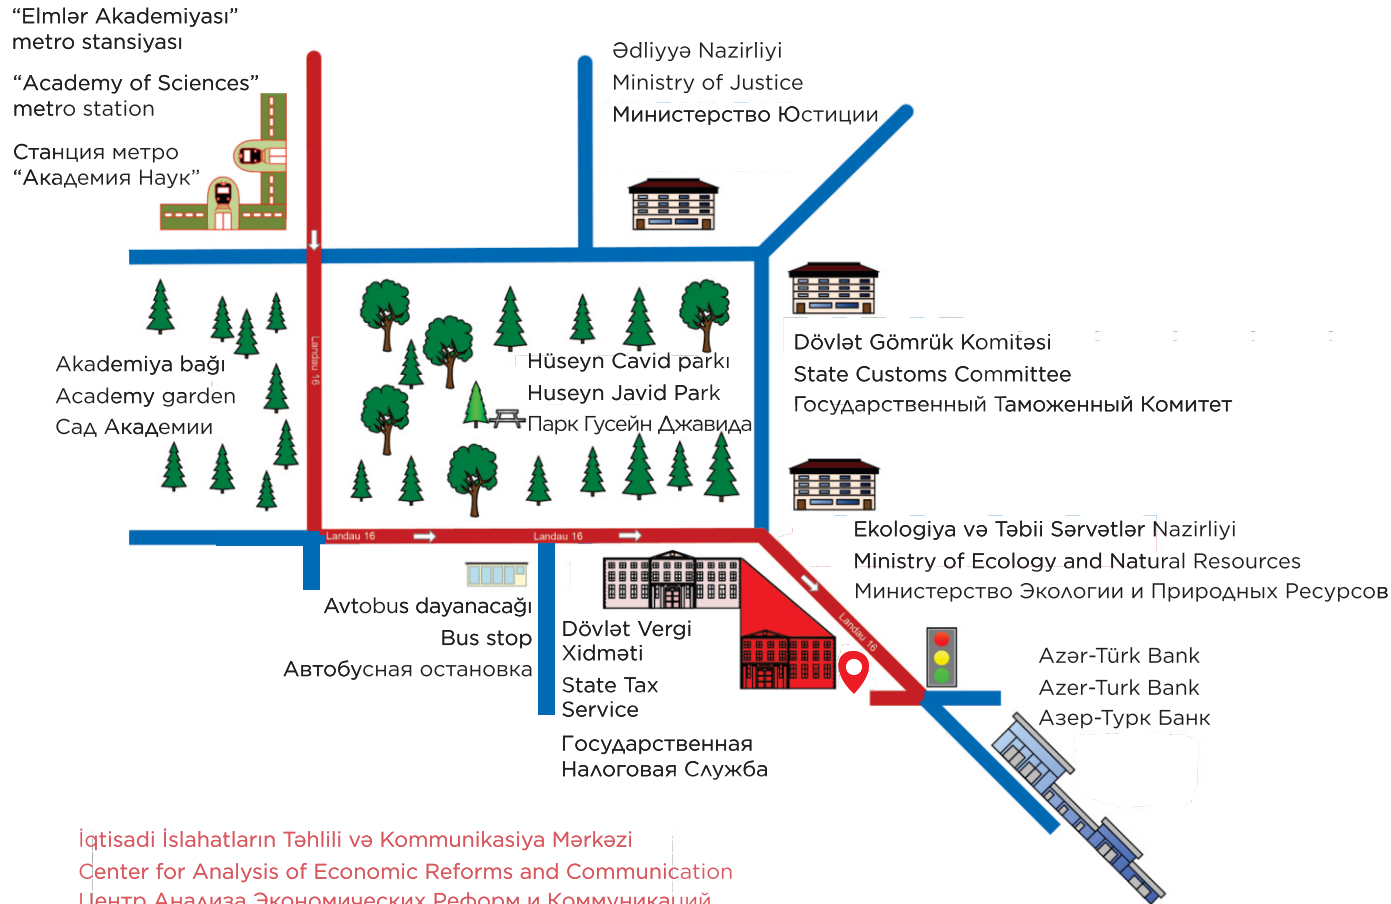 “Elmlər Akademiyası”
metro stansiyası
“Academy of Sciences”
metro station
Станция метро
“Академия Наук”
Ədliyyə Nazirliyi
Ministry of Justice
Министерство Юстиции
Landau 16
Akademiya bağı
Academy garden
Сад Академии
Hüseyn Cavid parkı
Huseyn Javid Park
Парк Гусейн Джавида
Dövlət Gömrük Komitəsi
State Customs Committee
Государственный Таможенный Комитет
Landau 16
Landau 16
Ekologiya və Təbii Sərvətlər Nazirliyi
Ministry of Ecology and Natural Resources
Министерство Экологии и Природных Ресурсов
Avtobus dayanacağı
Bus stop
Автобусная остановка
Dövlət Vergi
Xidməti
State Tax
Service
Государственная
Налоговая Служба
Landau 16
Azər-Türk Bank
Azer-Turk Bank
Азер-Турк Банк
İqtisadi İslahatların Təhlili və Kommunikasiya Mərkəzi
Center for Analysis of Economic Reforms and Communication
Центр Анализа Экономических Реформ и Коммуникаций